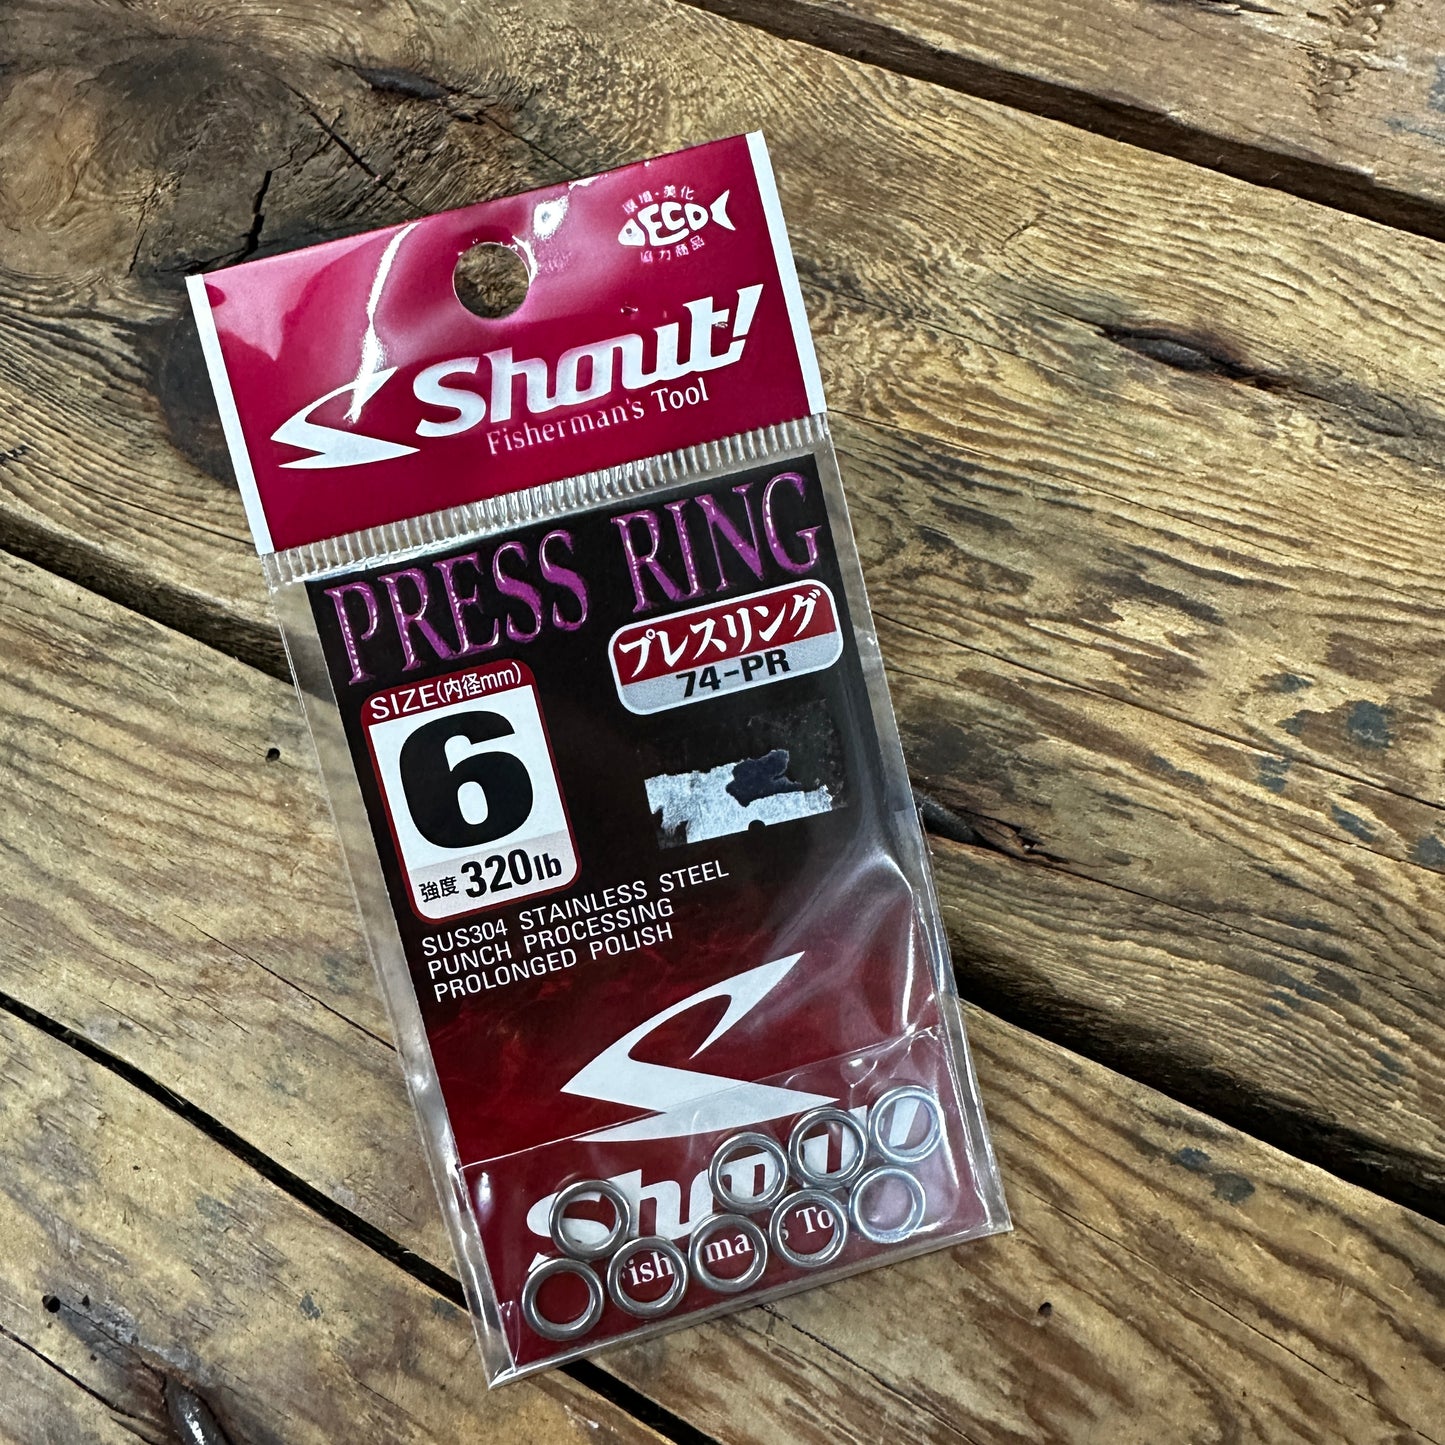 環境・美化
ECO
協力商品
Shout!
Fisherman's Tool
PRESS RING
プレスリング
74-PR
SIZE(内径mm)
6
強度 320lb
SUS304 STAINLESS STEEL
PUNCH PROCESSING
PROLONGED POLISH